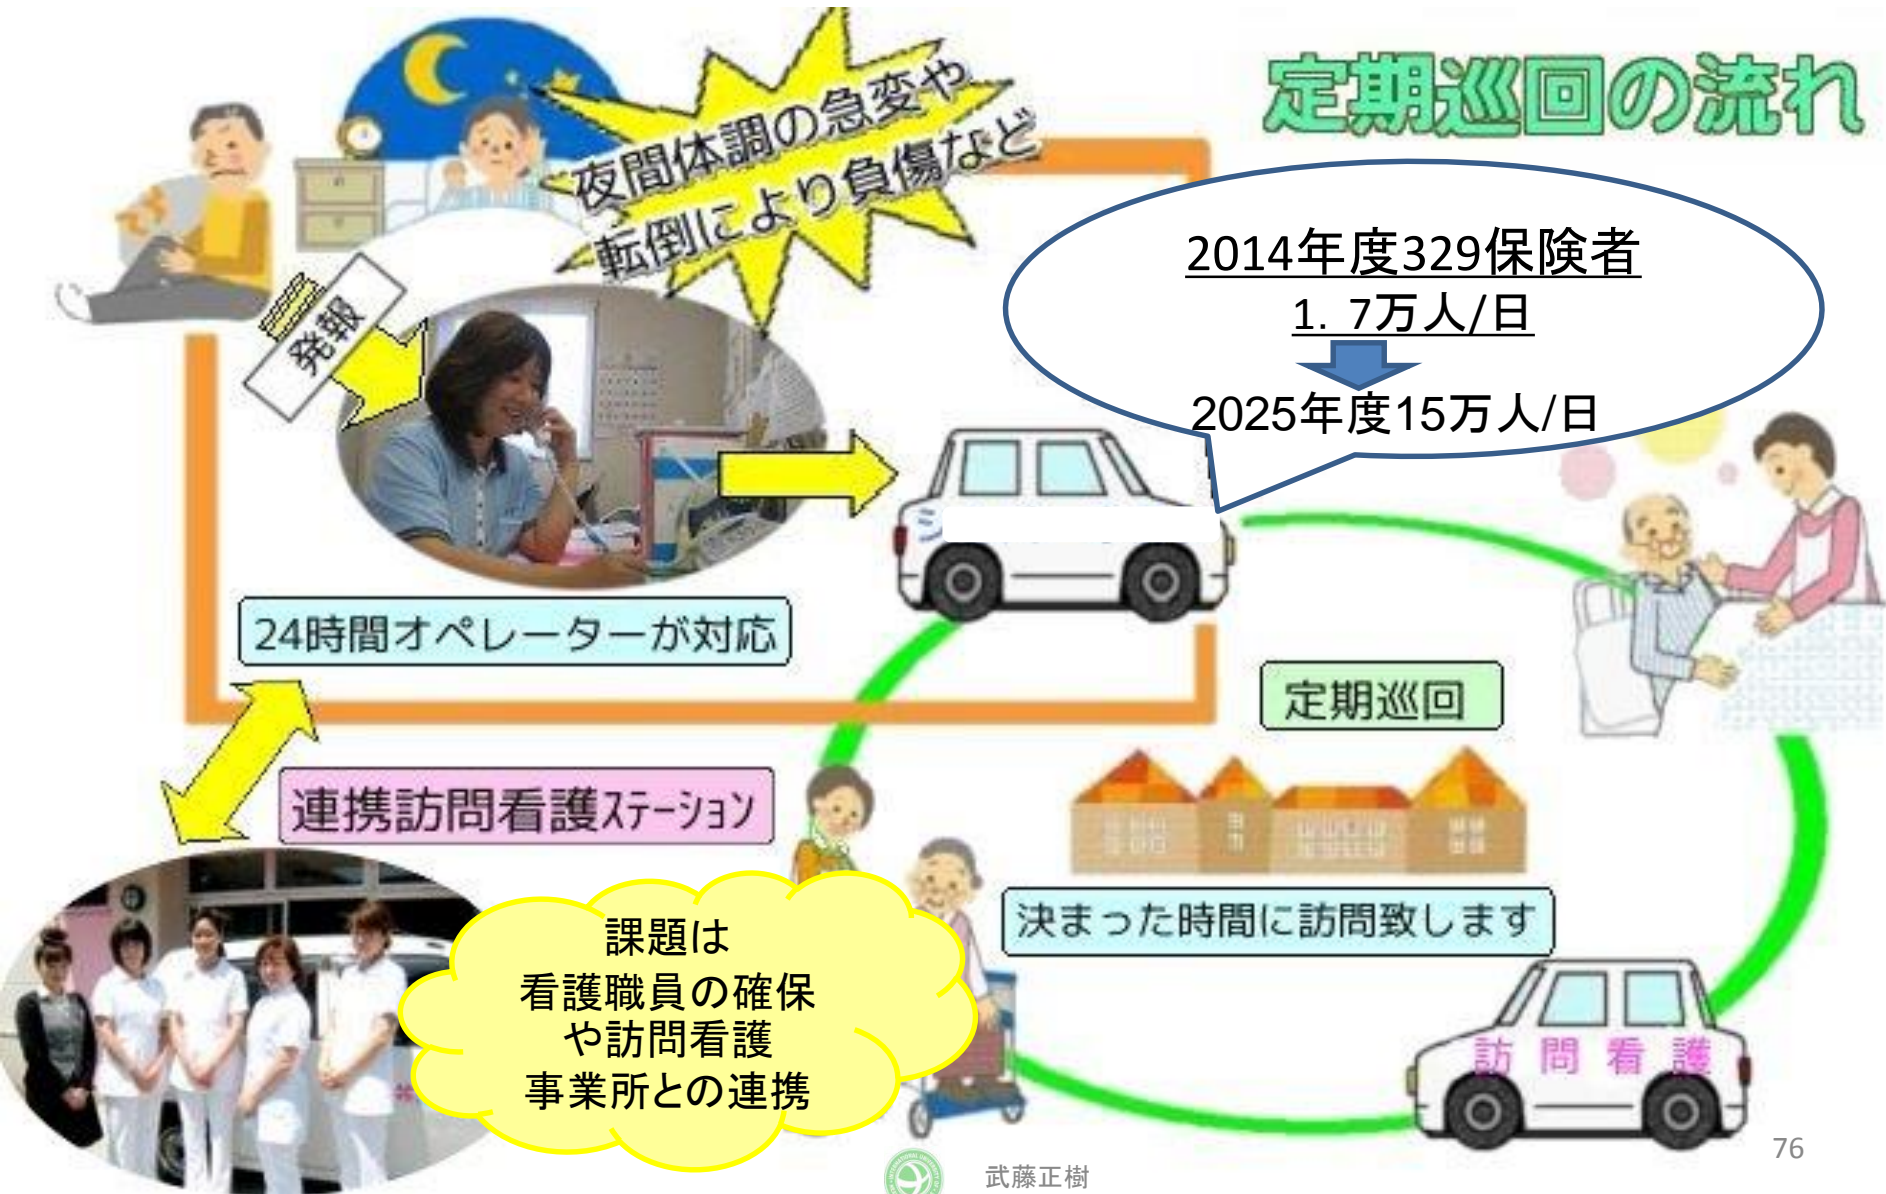 定期巡回の流れ
夜間体調の急変や
転倒により負傷など
2014年度329保険者
1．7万人/日
2025年度15万人/日
発報
24時間オペレーターが対応
定期巡回
連携訪問看護ステーション
決まった時間に訪問致します
課題は
看護職員の確保
や訪問看護
事業所との連携
訪問看護
76
武藤正樹